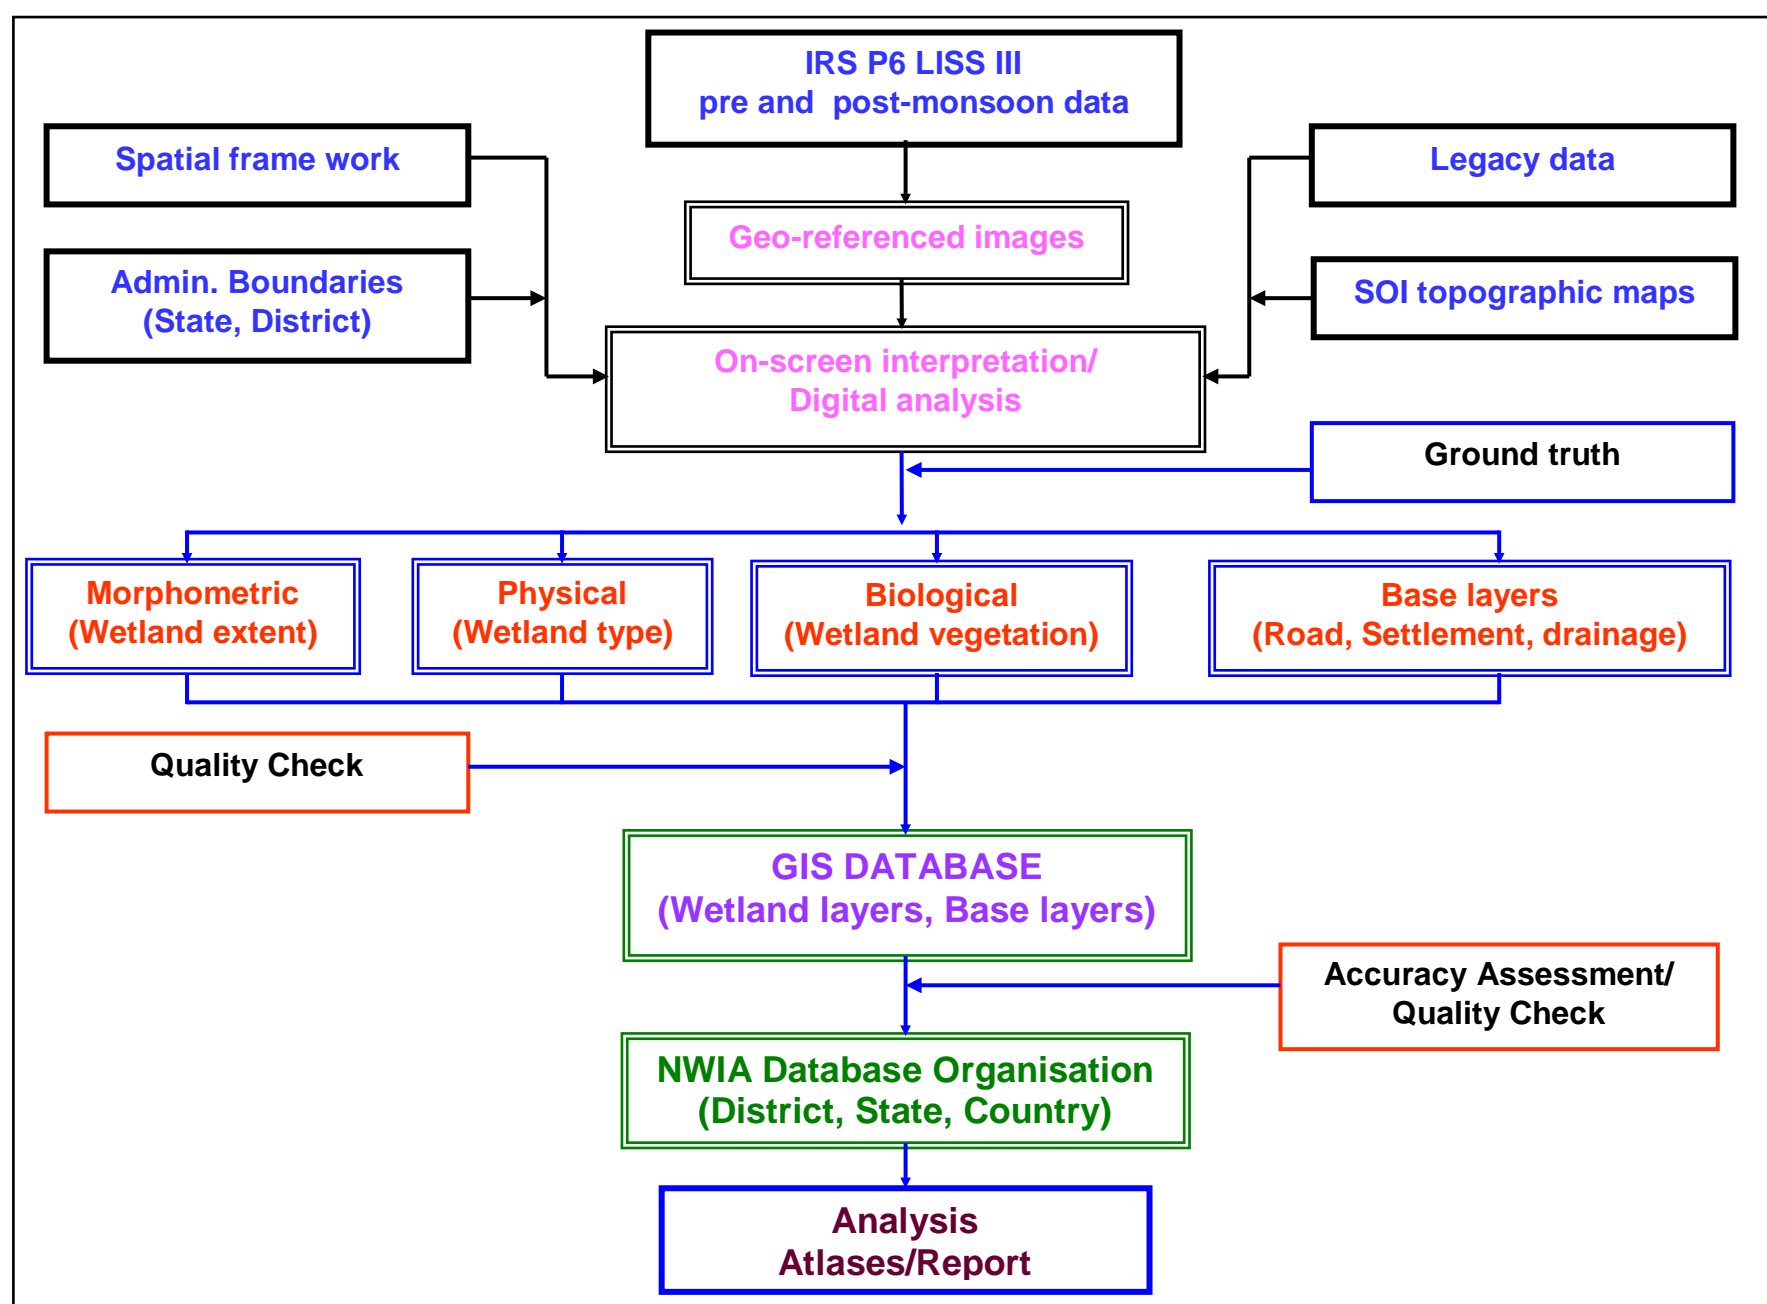 IRS P6 LISS III
pre and post-monsoon data
Spatial frame work
Legacy data
Geo-referenced images
Admin. Boundaries
(State, District)
SOI topographic maps
On-screen interpretation/
Digital analysis
Ground truth
Morphometric
(Wetland extent)
Physical
(Wetland type)
Biological
(Wetland vegetation)
Base layers
(Road, Settlement, drainage)
Quality Check
GIS DATABASE
(Wetland layers, Base layers)
Accuracy Assessment/
Quality Check
NWIA Database Organisation
(District, State, Country)
Analysis
Atlases/Report